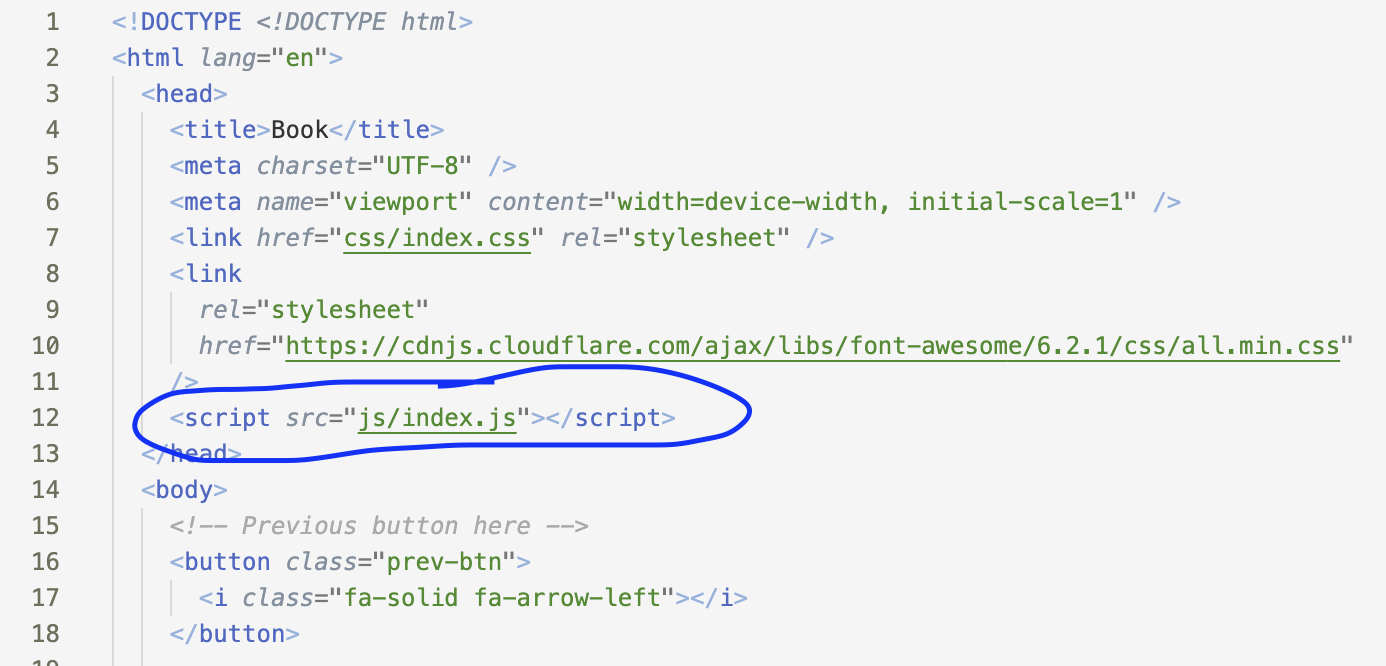 1 <!DOCTYPE <!DOCTYPE html>
2 <html lang="en">
3 <head>
4 <title>Book</title>
5 <meta charset="UTF-8" />
6 <meta name="viewport" content="width=device-width, initial-scale=1" />
7 <link href="css/index.css" rel="stylesheet" />
8 <link
9 rel="stylesheet"
10 href="https://cdnjs.cloudflare.com/ajax/libs/font-awesome/6.2.1/css/all.min.css"
11 />
12 <script src="js/index.js"></script>
13 </head>
14 <body>
15 <!-- Previous button here -->
16 <button class="prev-btn">
17 <i class="fa-solid fa-arrow-left"></i>
18 </button>